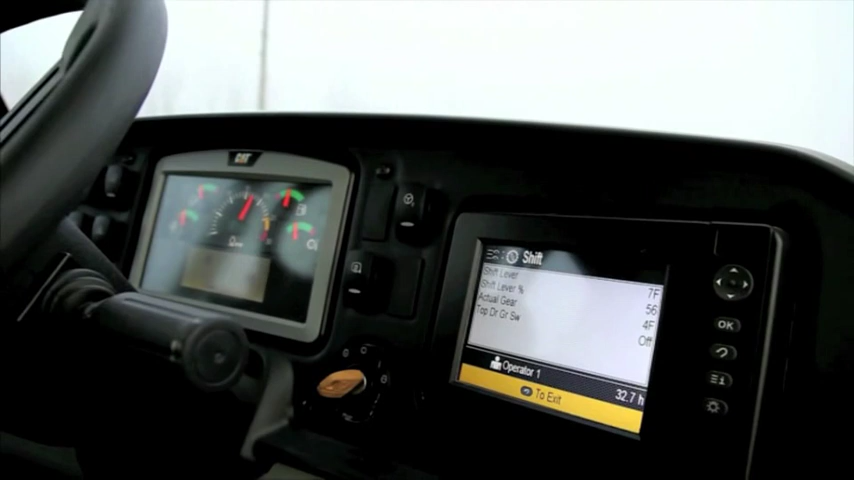 CAT
Shift
Shift Lever 7F
Shift Lever % 56
Actual Gear 4F
Top Dr Gr Sw Off
Operator 1 32.7 h
To Exit
OK